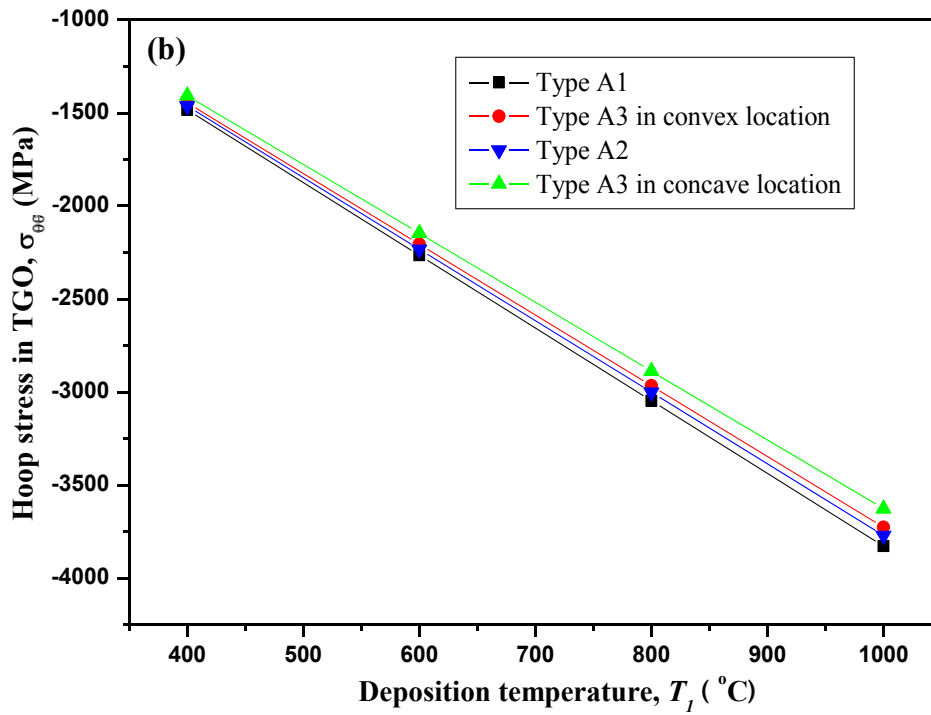 (b)
Type A1
Type A3 in convex location
Type A2
Type A3 in concave location
Hoop stress in TGO, σθθ (MPa)
-1000
-1500
-2000
-2500
-3000
-3500
-4000
400 500 600 700 800 900 1000
Deposition temperature, T1 ( °C)